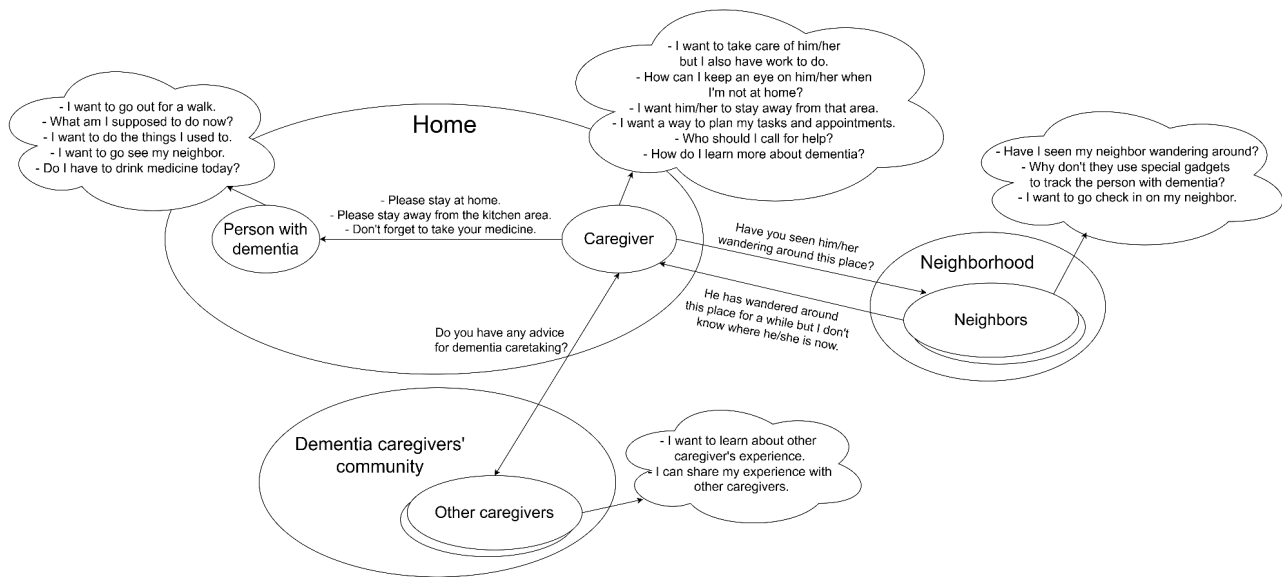 - I want to take care of him/her
but I also have work to do.
- How can I keep an eye on him/her when
I'm not at home?
- I want him/her to stay away from that area.
- I want a way to plan my tasks and appointments.
- Who should I call for help?
- How do I learn more about dementia?
- I want to go out for a walk.
- What am I supposed to do now?
- I want to do the things I used to.
- I want to go see my neighbor.
- Do I have to drink medicine today?
Home
- Have I seen my neighbor wandering around?
- Why don't they use special gadgets
to track the person with dementia?
- I want to go check in on my neighbor.
- Please stay at home.
- Please stay away from the kitchen area.
- Don't forget to take your medicine.
Person with
dementia
Caregiver
Have you seen him/her
wandering around this place?
Neighborhood
He has wandered around
this place for a while but I don't
know where he/she is now.
Neighbors
Do you have any advice
for dementia caretaking?
Dementia caregivers'
community
- I want to learn about other
caregiver's experience.
- I can share my experience with
other caregivers.
Other caregivers